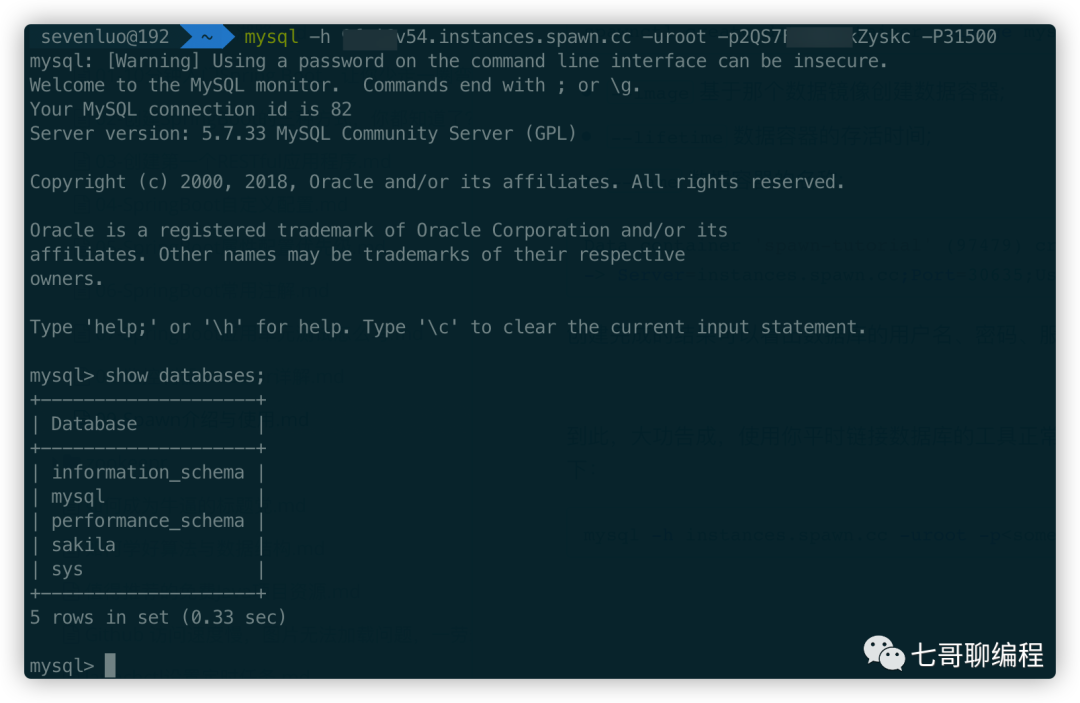 sevenluo@192 ~ mysql -h v54.instances.spawn.cc -uroot -p2QS7 Zyskc -P31500
mysql: [Warning] Using a password on the command line interface can be insecure.
Welcome to the MySQL monitor.  Commands end with ; or \g.
Your MySQL connection id is 82
Server version: 5.7.33 MySQL Community Server (GPL)
Copyright (c) 2000, 2018, Oracle and/or its affiliates. All rights reserved.
Oracle is a registered trademark of Oracle Corporation and/or its
affiliates. Other names may be trademarks of their respective
owners.
Type 'help;' or '\h' for help. Type '\c' to clear the current input statement.
mysql> show databases;
+--------------------+
| Database           |
+--------------------+
| information_schema |
| mysql              |
| performance_schema |
| sakila             |
| sys                |
+--------------------+
5 rows in set (0.33 sec)
mysql>
七哥聊编程